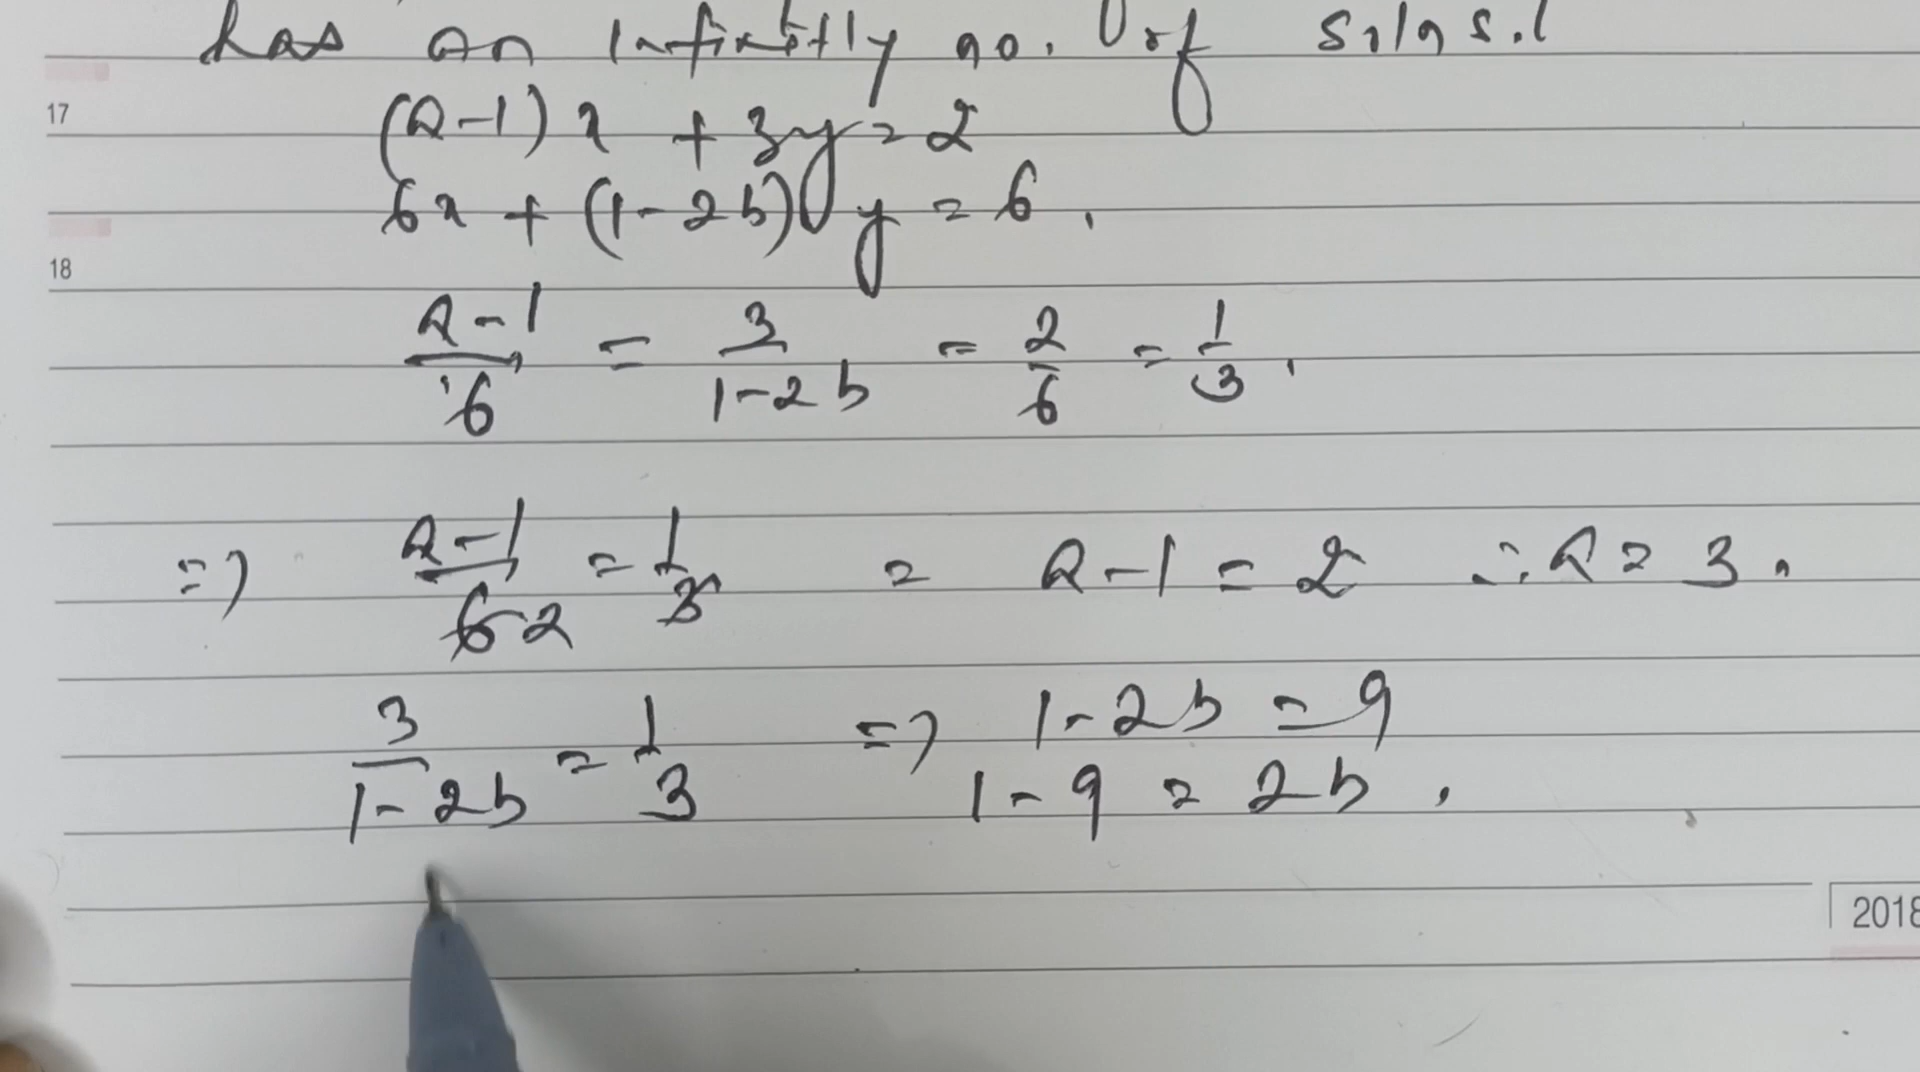 has an infinitly no. of solns.
17
(a-1) x + 3y = 2
6x + (1-2b) y = 6.
18
a-1/6 = 3/1-2b = 2/6 = 1/3.
=> a-1/62 = 1/3 = a-1 = 2 ∴ a = 3.
3/1-2b = 1/3 => 1-2b = 9
1-9 = 2b.
2018